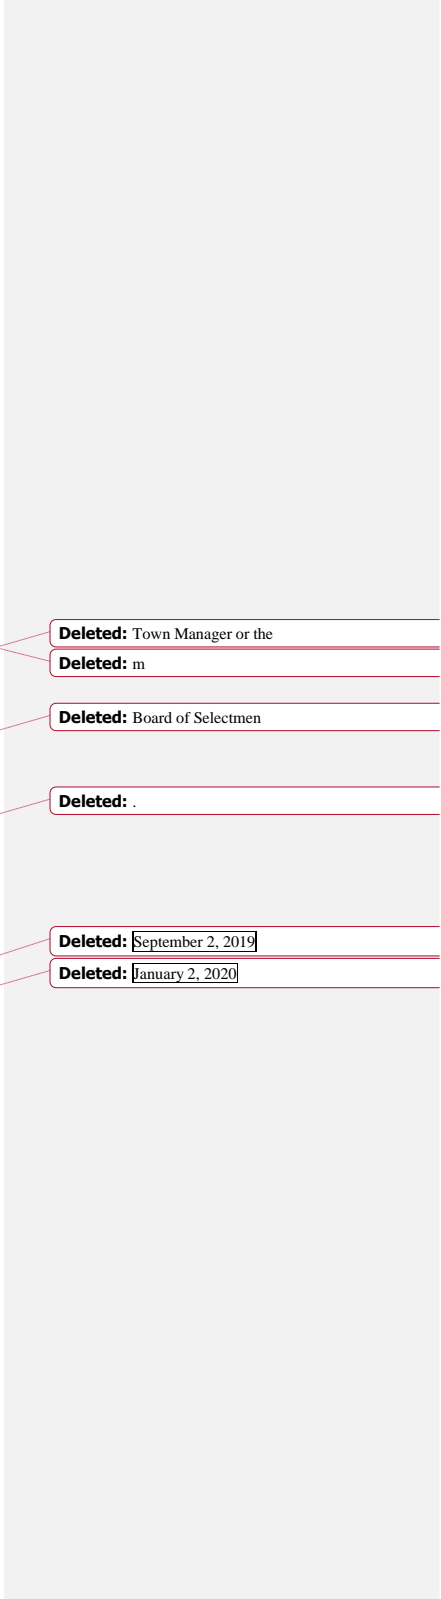 Deleted: Town Manager or the
Deleted: m
Deleted: Board of Selectmen
Deleted: .
Deleted: September 2, 2019
Deleted: January 2, 2020